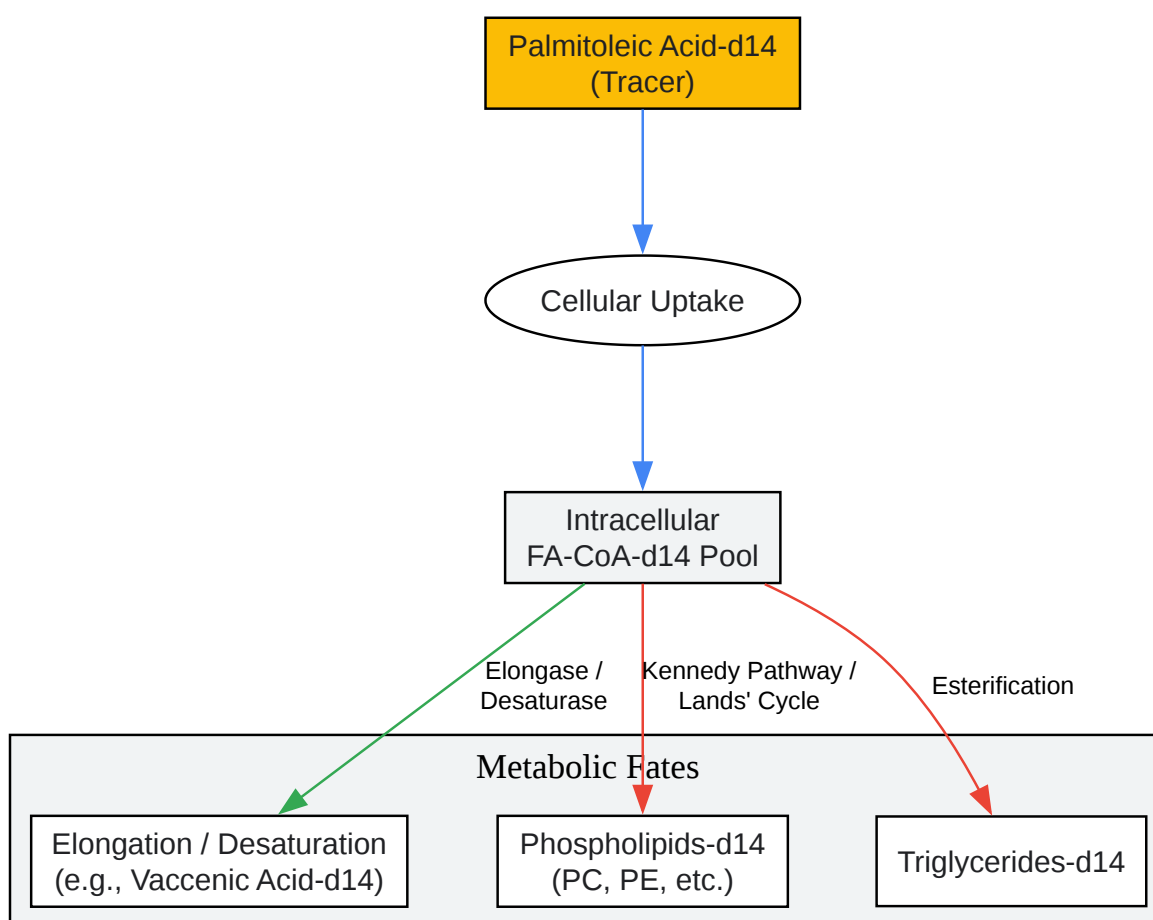 Palmitoleic Acid-d14
(Tracer)
Cellular Uptake
Intracellular
FA-CoA-d14 Pool
Elongase /
Desaturase
Kennedy Pathway /
Lands' Cycle
Esterification
Metabolic Fates
Elongation / Desaturation
(e.g., Vaccenic Acid-d14)
Phospholipids-d14
(PC, PE, etc.)
Triglycerides-d14